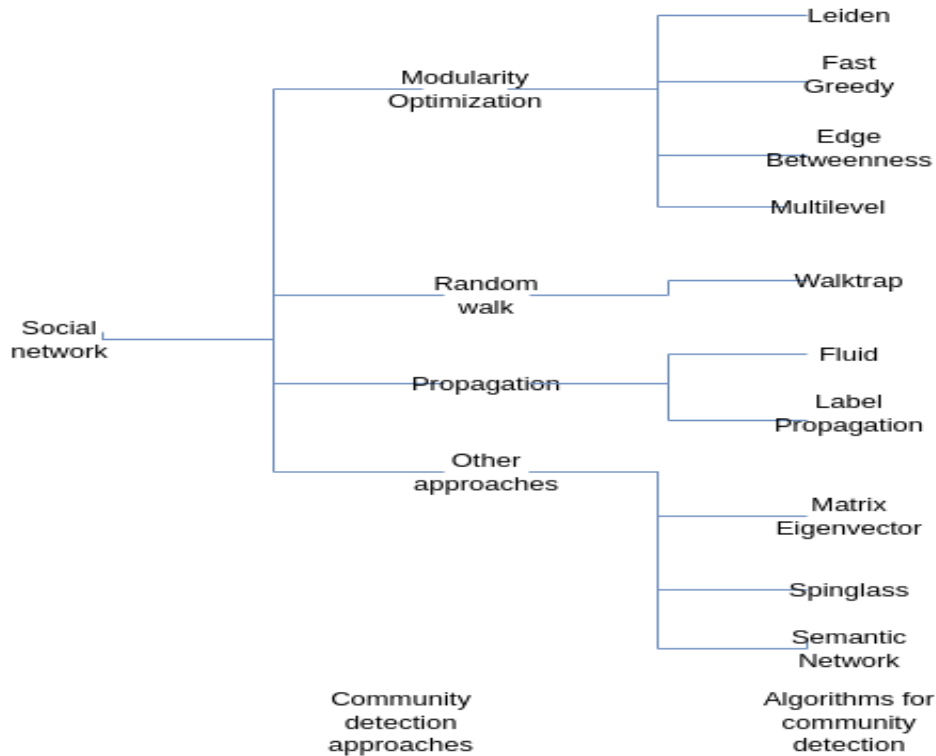 Social
network
Modularity
Optimization
Leiden
Fast
Greedy
Edge
Betweenness
Multilevel
Random
walk
Walktrap
Propagation
Fluid
Label
Propagation
Other
approaches
Matrix
Eigenvector
Spinglass
Semantic
Network
Community
detection
approaches
Algorithms for
community
detection